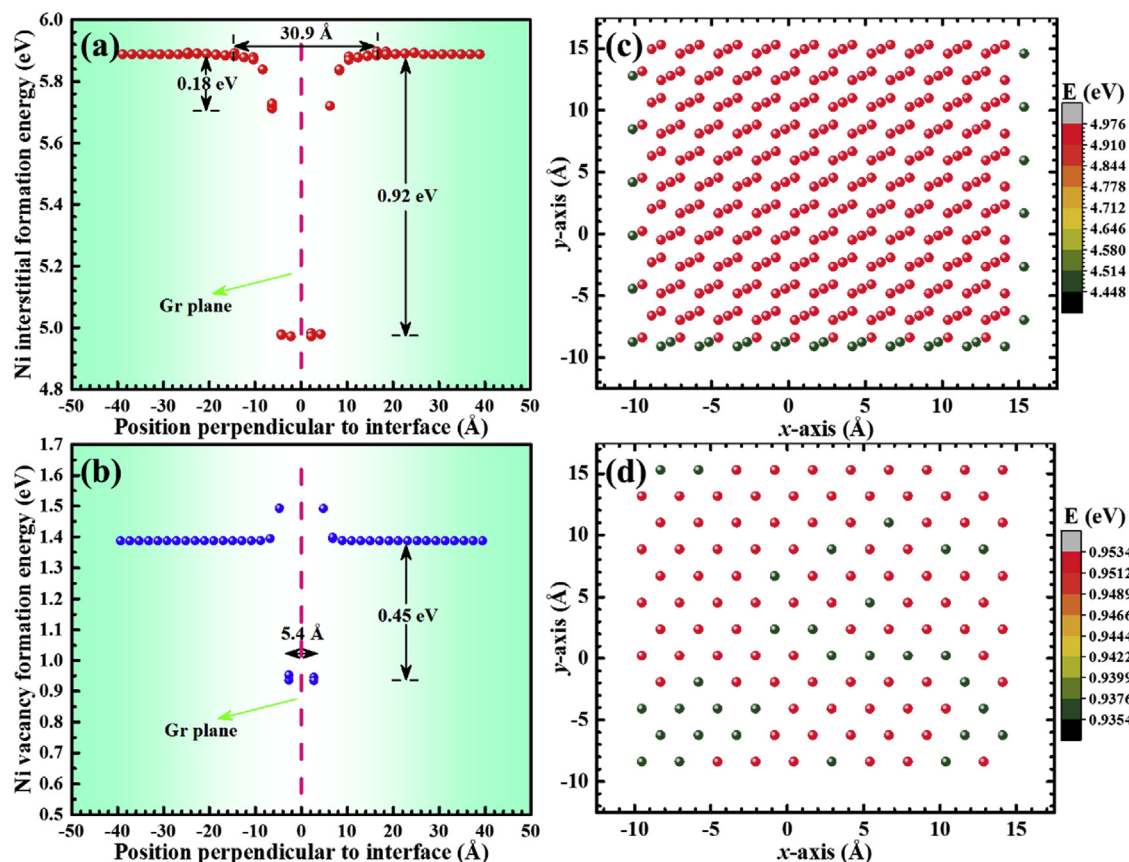 (a)
Ni interstitial formation energy (eV)
6.0
5.8
5.6
5.4
5.2
5.0
4.8
30.9 Å
0.18 eV
0.92 eV
Gr plane
-50 -40 -30 -20 -10 0 10 20 30 40 50
Position perpendicular to interface (Å)
(b)
Ni vacancy formation energy (eV)
1.7
1.6
1.5
1.4
1.3
1.2
1.1
1.0
0.9
0.8
0.7
0.6
0.5
5.4 Å
0.45 eV
Gr plane
-50 -40 -30 -20 -10 0 10 20 30 40 50
Position perpendicular to interface (Å)
(c)
y-axis (Å)
15
10
5
0
-5
-10
-10 -5 0 5 10 15
x-axis (Å)
E (eV)
4.976
4.910
4.844
4.778
4.712
4.646
4.580
4.514
4.448
(d)
y-axis (Å)
15
10
5
0
-5
-10
-10 -5 0 5 10 15
x-axis (Å)
E (eV)
0.9534
0.9512
0.9489
0.9467
0.9444
0.9422
0.9399
0.9376
0.9354